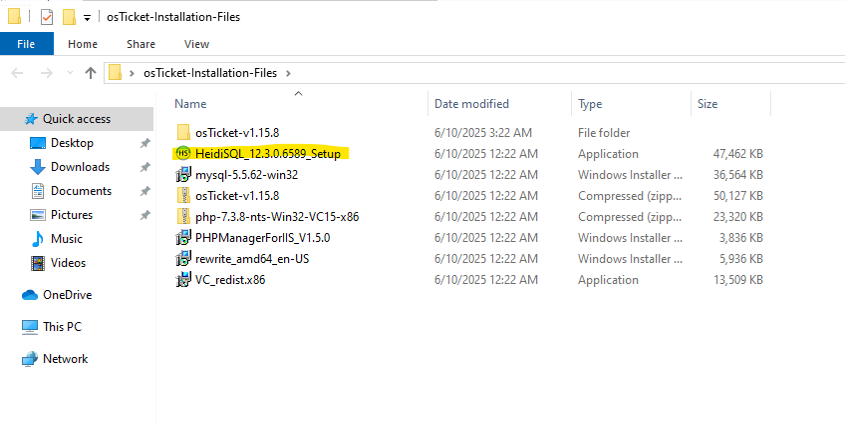 osTicket-Installation-Files
File Home Share View
osTicket-Installation-Files
Name Date modified Type Size
Quick access
Desktop
Downloads
Documents
Pictures
Music
Videos
OneDrive
This PC
Network
osTicket-v1.15.8 6/10/2025 3:22 AM File folder
HeidiSQL_12.3.0.6589_Setup 6/10/2025 12:22 AM Application 47,462 KB
mysql-5.5.62-win32 6/10/2025 12:22 AM Windows Installer ... 36,564 KB
osTicket-v1.15.8 6/10/2025 12:22 AM Compressed (zipp... 50,127 KB
php-7.3.8-nts-Win32-VC15-x86 6/10/2025 12:22 AM Compressed (zipp... 23,320 KB
PHPManagerForIIS_V1.5.0 6/10/2025 12:22 AM Windows Installer ... 3,836 KB
rewrite_amd64_en-US 6/10/2025 12:22 AM Windows Installer ... 5,936 KB
VC_redist.x86 6/10/2025 12:22 AM Application 13,509 KB